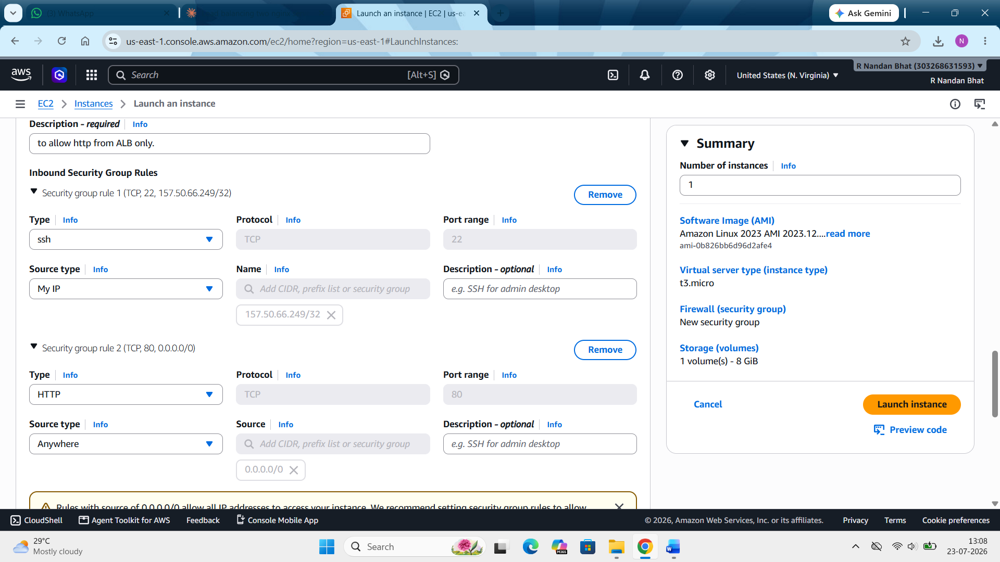 (3) WhatsApp
Launch an instance | EC2 | us-ea
Ask Gemini
us-east-1.console.aws.amazon.com/ec2/home?region=us-east-1#LaunchInstances:
N
aws
Search
[Alt+S]
United States (N. Virginia)
R Nandan Bhat (303268631593)
R Nandan Bhat
EC2
Instances
Launch an instance
Description - required
Info
to allow http from ALB only.
Inbound Security Group Rules
Security group rule 1 (TCP, 22, 157.50.66.249/32)
Remove
Type Info
Protocol Info
Port range Info
ssh
TCP
22
Source type Info
Name Info
Description - optional Info
My IP
Add CIDR, prefix list or security group
e.g. SSH for admin desktop
157.50.66.249/32
Security group rule 2 (TCP, 80, 0.0.0.0/0)
Remove
Type Info
Protocol Info
Port range Info
HTTP
TCP
80
Source type Info
Source Info
Description - optional Info
Anywhere
Add CIDR, prefix list or security group
e.g. SSH for admin desktop
0.0.0.0/0
Rules with source of 0.0.0.0/0 allow all IP addresses to access your instance. We recommend setting security group rules to allow
Summary
Number of instances Info
1
Software Image (AMI)
Amazon Linux 2023 AMI 2023.12....read more
ami-0b826bb6d96d2afe4
Virtual server type (instance type)
t3.micro
Firewall (security group)
New security group
Storage (volumes)
1 volume(s) - 8 GiB
Cancel
Launch instance
Preview code
CloudShell
Agent Toolkit for AWS
Feedback
Console Mobile App
© 2026, Amazon Web Services, Inc. or its affiliates.
Privacy
Terms
Cookie preferences
29°C
Mostly cloudy
Search
M365
W
13:08
23-07-2026